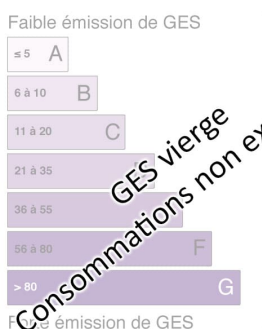 Faible émission de GES
≤ 5 A
6 à 10 B
11 à 20 C
21 à 35
36 à 55
56 à 80 F
> 80 G
Forte émission de GES
GES vierge
Consommations non